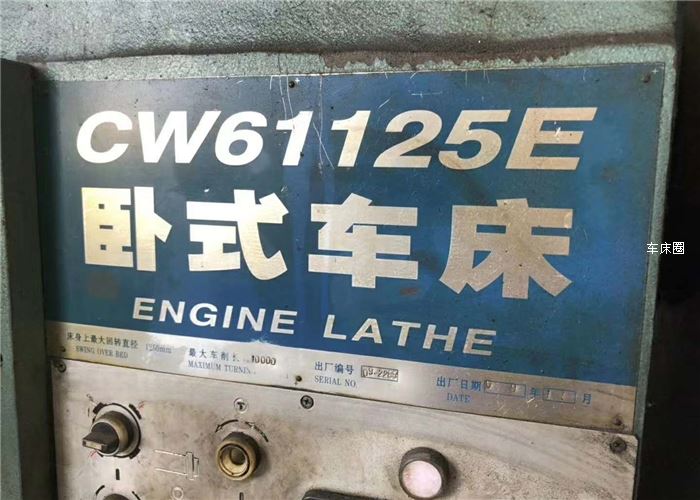 CW61125E
卧式车床
ENGINE LATHE
床身上最大回转直径 1250mm 最大车削长 10000 出厂编号 出厂日期 年 月
SWING OVER BED MAXIMUM TURNING SERIAL NO DATE
车床圈